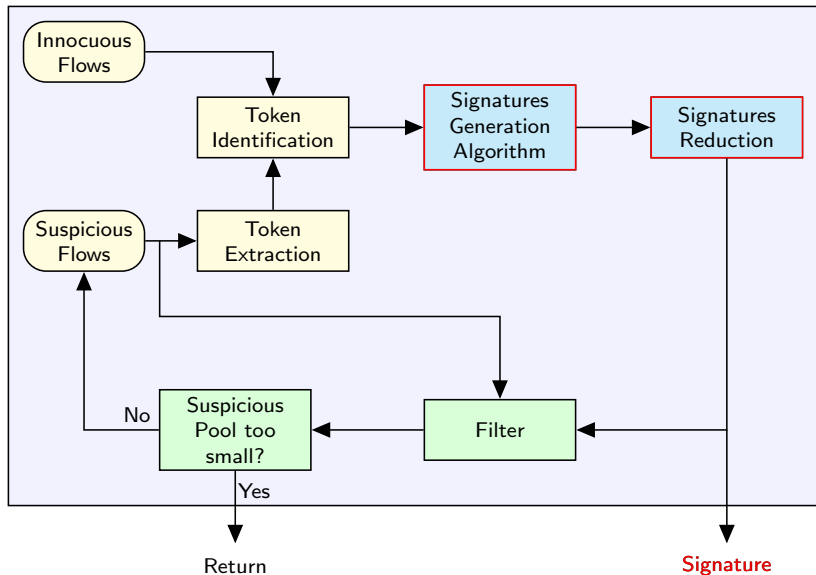 Innocuous
Flows
Token
Identification
Signatures
Generation
Algorithm
Signatures
Reduction
Suspicious
Flows
Token
Extraction
No
Suspicious
Pool too
small?
Filter
Yes
Return
Signature